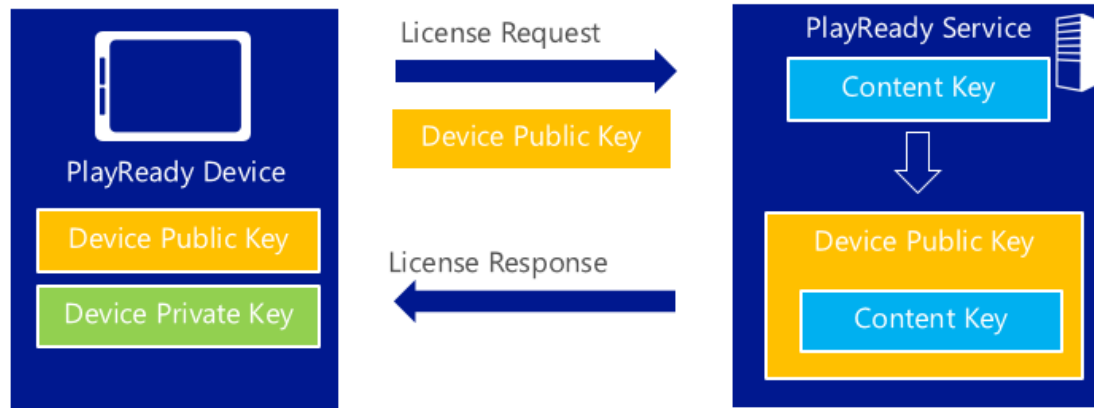 PlayReady Device
Device Public Key
Device Private Key
License Request
Device Public Key
License Response
PlayReady Service
Content Key
Device Public Key
Content Key